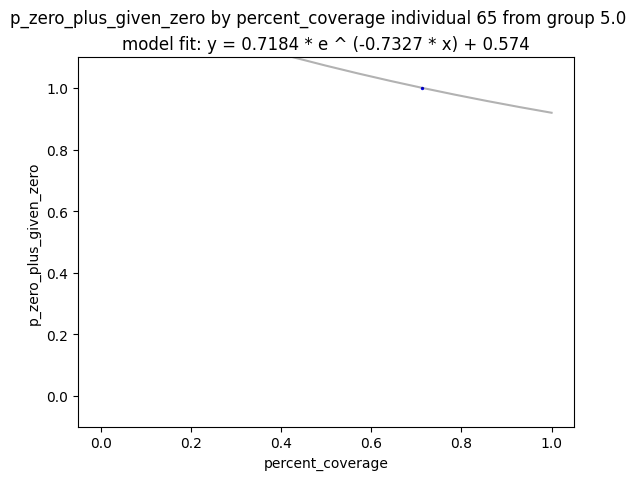 p_zero_plus_given_zero by percent_coverage individual 65 from group 5.0
model fit: y = 0.7184 * e ^ (-0.7327 * x) + 0.574
1.0
0.8
0.6
0.4
0.2
0.0
p_zero_plus_given_zero
0.0 0.2 0.4 0.6 0.8 1.0
percent_coverage